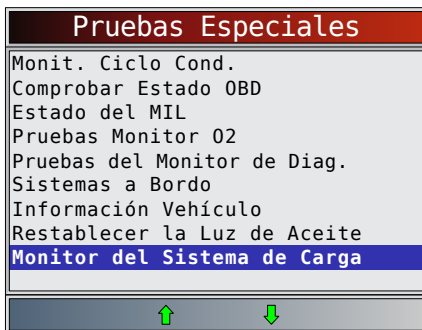 Pruebas Especiales
Monit. Ciclo Cond.
Comprobar Estado OBD
Estado del MIL
Pruebas Monitor O2
Pruebas del Monitor de Diag.
Sistemas a Bordo
Información Vehículo
Restablecer la Luz de Aceite
Monitor del Sistema de Carga